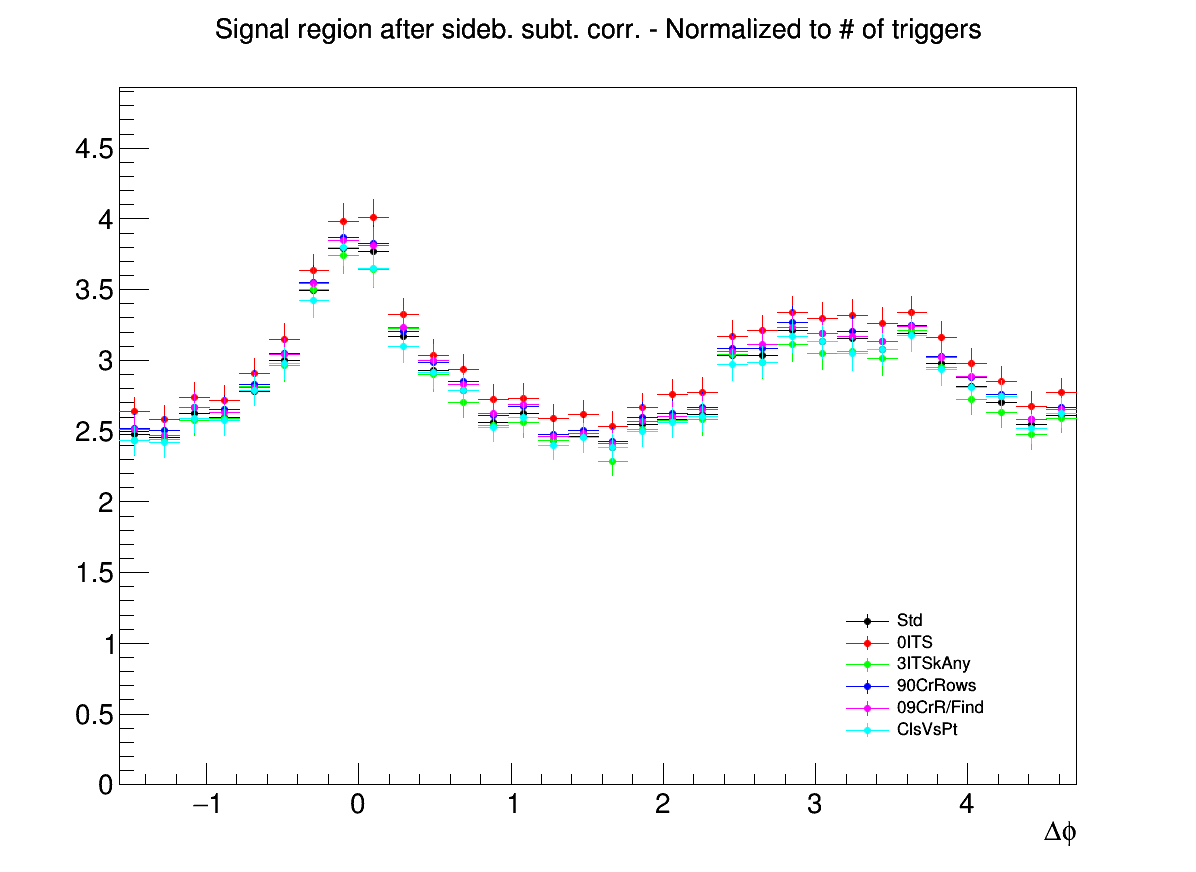 Signal region after sideb. subt. corr. - Normalized to # of triggers
4.5
4
3.5
3
2.5
2
1.5
1
0.5
0
−1 0 1 2 3 4
Δϕ
Std
0ITS
3ITSkAny
90CrRows
09CrR/Find
ClsVsPt